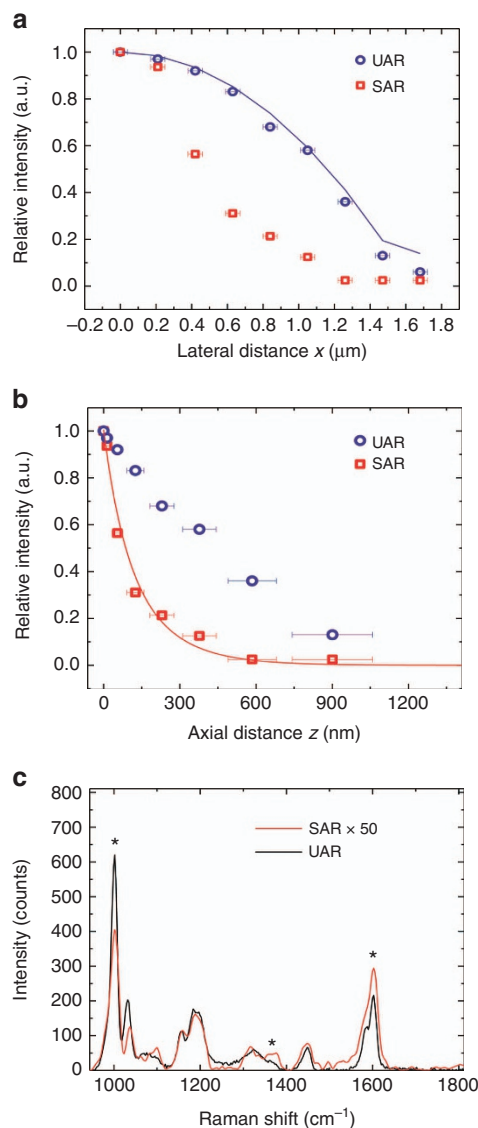 a
1.0
0.8
0.6
0.4
0.2
0.0
Relative intensity (a.u.)
UAR
SAR
−0.2 0.0 0.2 0.4 0.6 0.8 1.0 1.2 1.4 1.6 1.8
Lateral distance x (μm)
b
1.0
0.8
0.6
0.4
0.2
0.0
Relative intensity (a.u.)
UAR
SAR
0 300 600 900 1200
Axial distance z (nm)
c
800
700
600
500
400
300
200
100
0
Intensity (counts)
SAR × 50
UAR
*
*
*
1000 1200 1400 1600 1800
Raman shift (cm⁻¹)